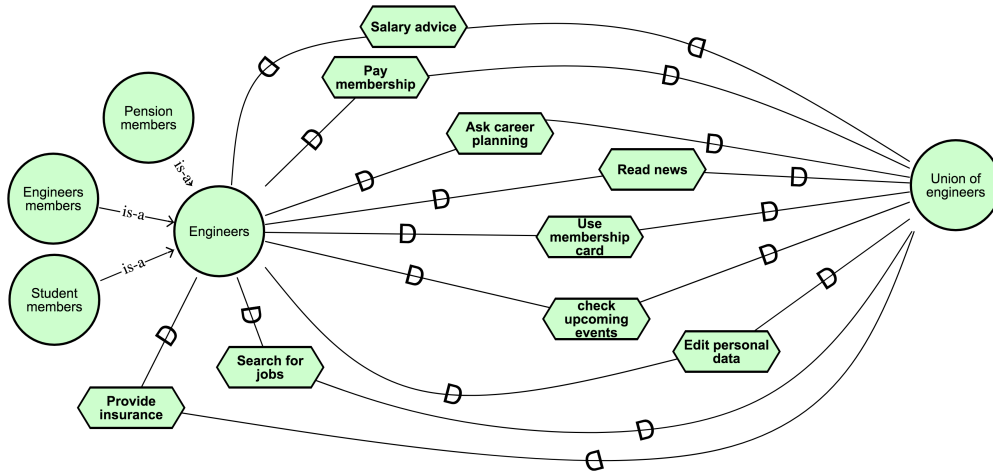 Salary advice
D
D
Pay
membership
D
Pension
members
Ask career
planning
D
D
is-a
Read news
D
Union of
engineers
Engineers
members
D
D
is-a
D
Engineers
Use
membership
card
D
D
is-a
D
D
Student
members
check
upcoming
events
D
D
D
Edit personal
data
Search for
jobs
D
Provide
insurance
D
D